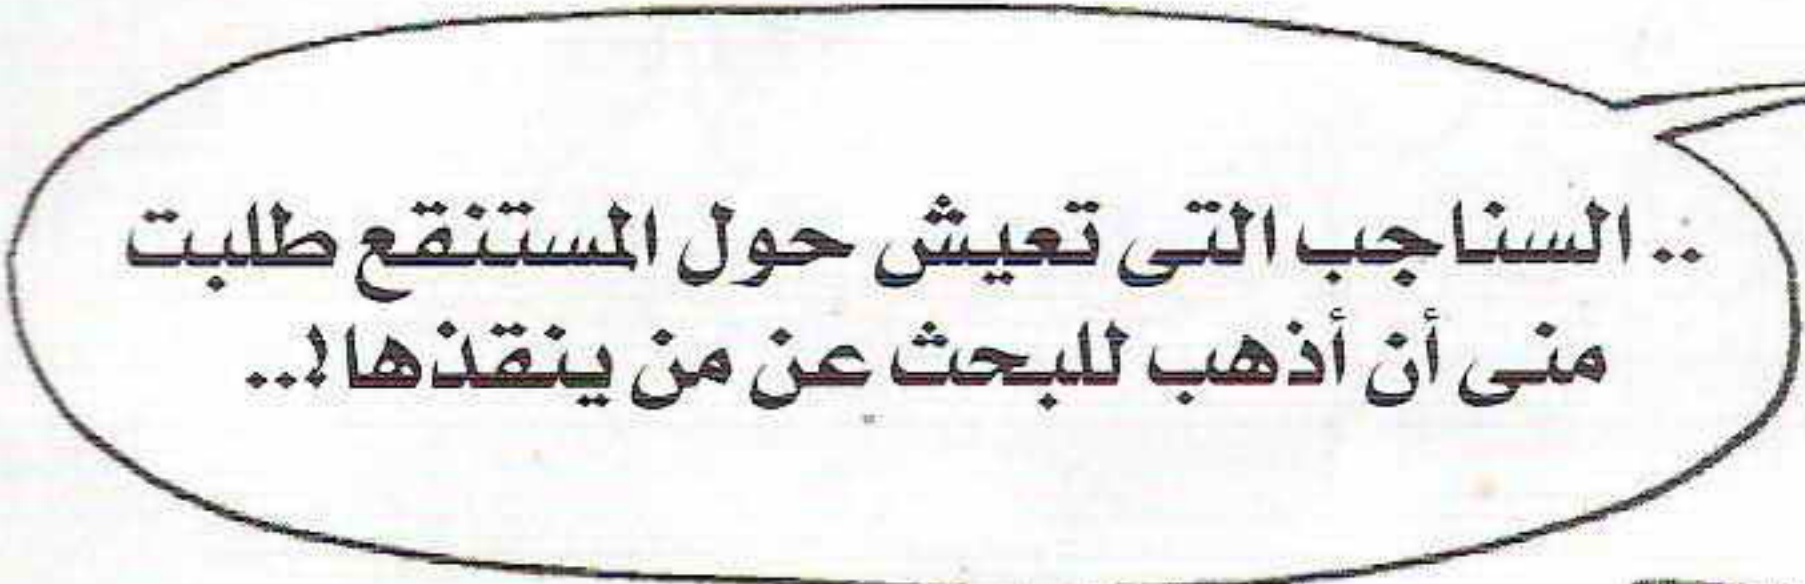 .. السناجب التى تعيش حول المستنقع طلبت
منى أن أذهب للبحث عن من ينقذها !..